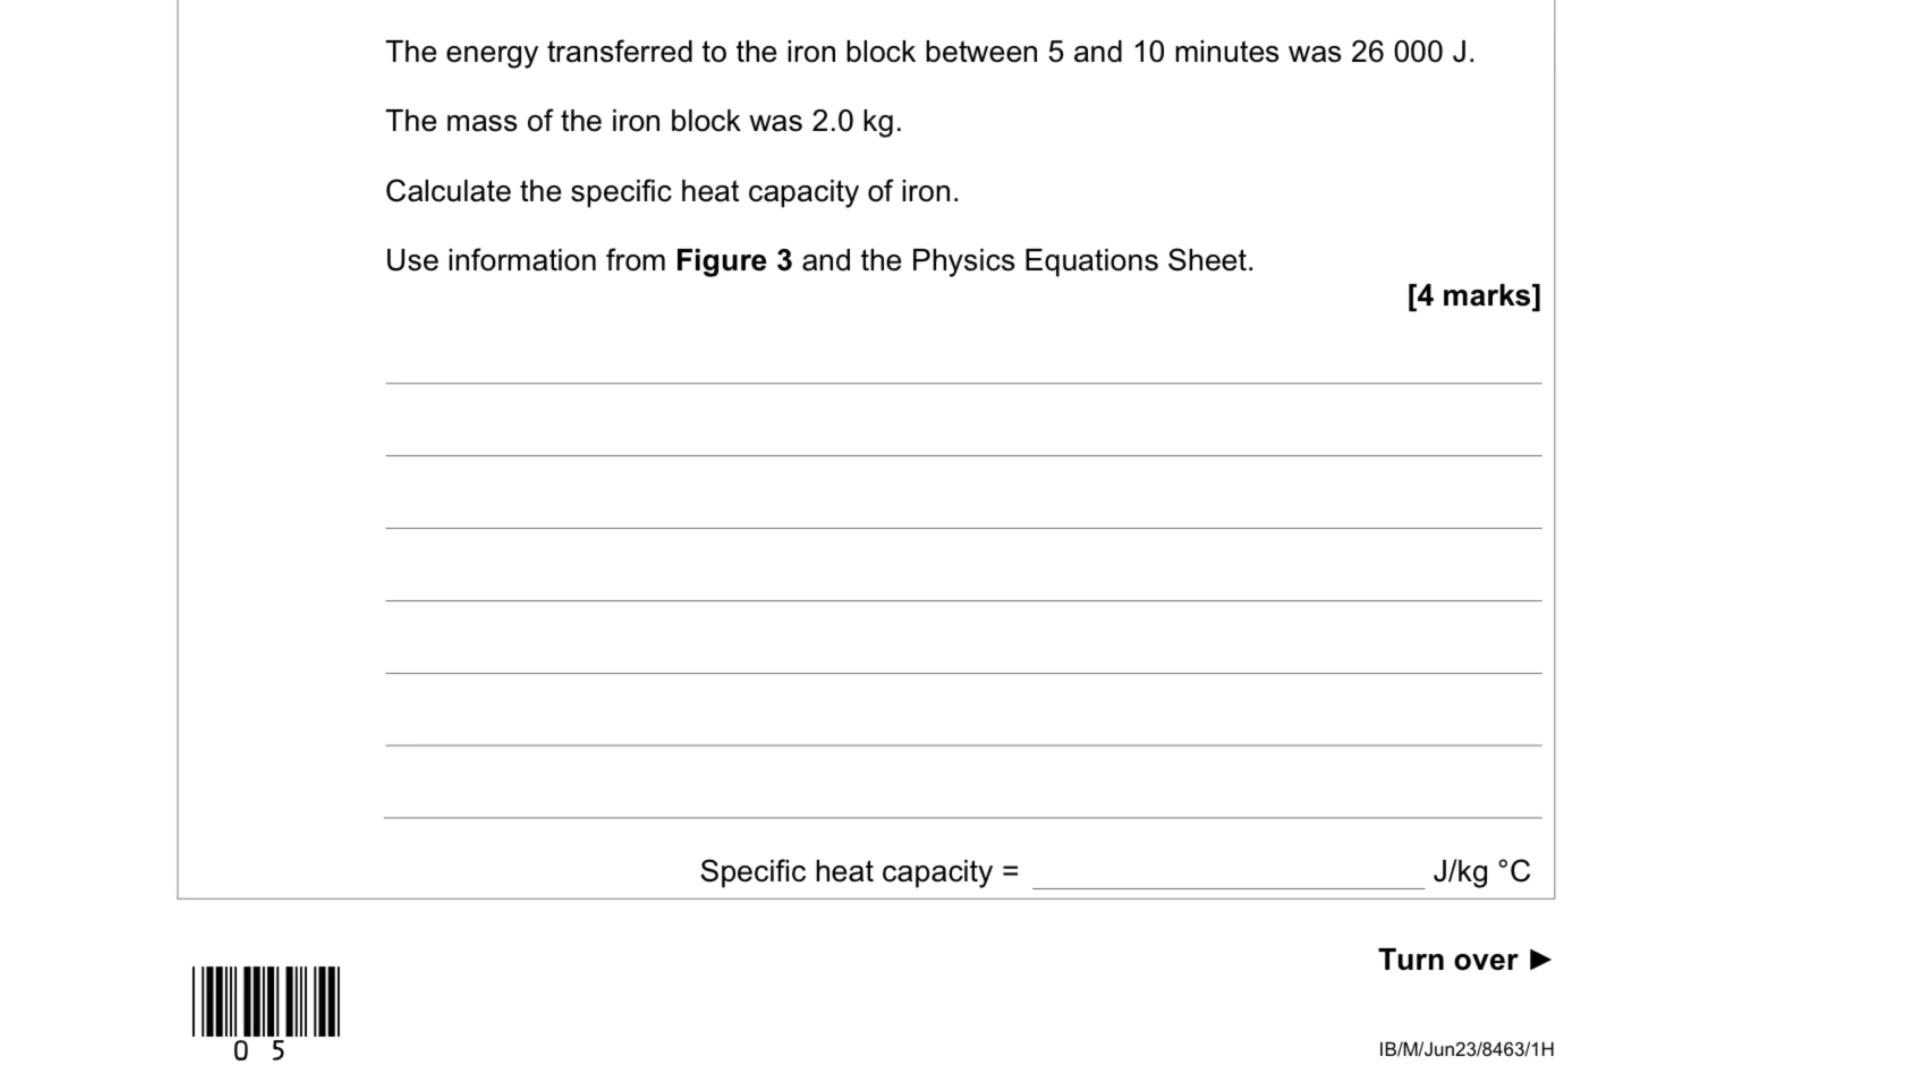 The energy transferred to the iron block between 5 and 10 minutes was 26 000 J.
The mass of the iron block was 2.0 kg.
Calculate the specific heat capacity of iron.
Use information from Figure 3 and the Physics Equations Sheet.
[4 marks]
Specific heat capacity = ____________________ J/kg °C
Turn over ►
0 5
IB/M/Jun23/8463/1H